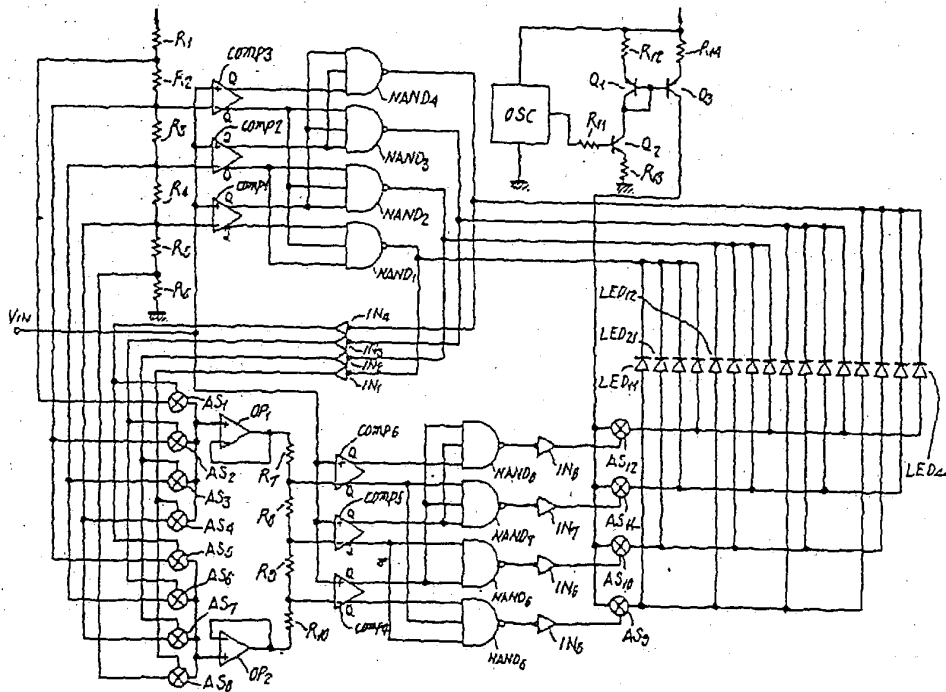 R1
R2
R3
R4
R5
R6
VIN
COMP3
Q
Q
COMP2
Q
Q
COMP1
Q
NAND4
NAND3
NAND2
NAND1
OSC
R11
R12
R13
R14
Q1
Q2
Q3
IN4
IN3
IN2
IN1
LED12
LED21
LED11
AS1
AS2
AS3
AS4
AS5
AS6
AS7
AS8
OP1
OP2
R7
R8
R9
R10
COMP6
Q
Q
COMP5
Q
Q
COMP4
NAND8
NAND7
NAND6
NAND5
IN8
IN7
IN6
IN5
AS12
AS11
AS10
AS9